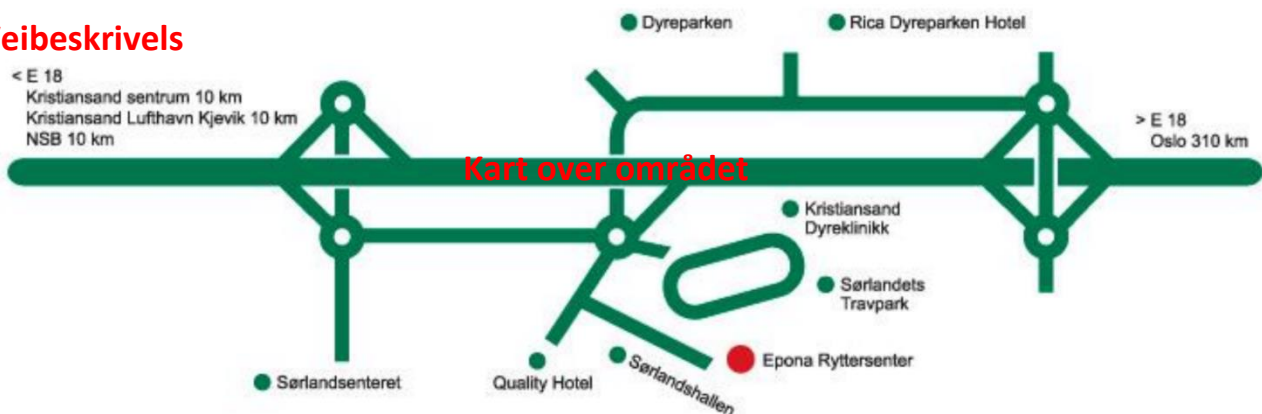 eibeskrivels
Dyreparken
Rica Dyreparken Hotel
< E 18
Kristiansand sentrum 10 km
Kristiansand Lufthavn Kjevik 10 km
NSB 10 km
> E 18
Oslo 310 km
Kart over området
Kristiansand
Dyreklinikk
Sørlandets
Travpark
Sørlandsenteret
Quality Hotel
Sørlandshallen
Epona Ryttersenter